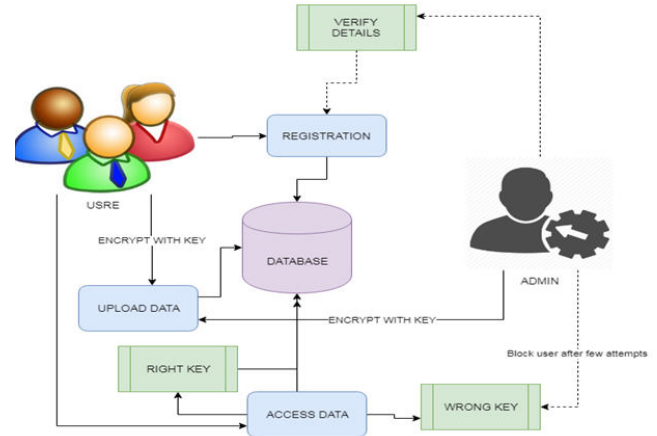 VERIFY
DETAILS
REGISTRATION
USRE
ENCRYPT WITH KEY
DATABASE
ADMIN
UPLOAD DATA
ENCRYPT WITH KEY
Block user after few attempts
RIGHT KEY
ACCESS DATA
WRONG KEY